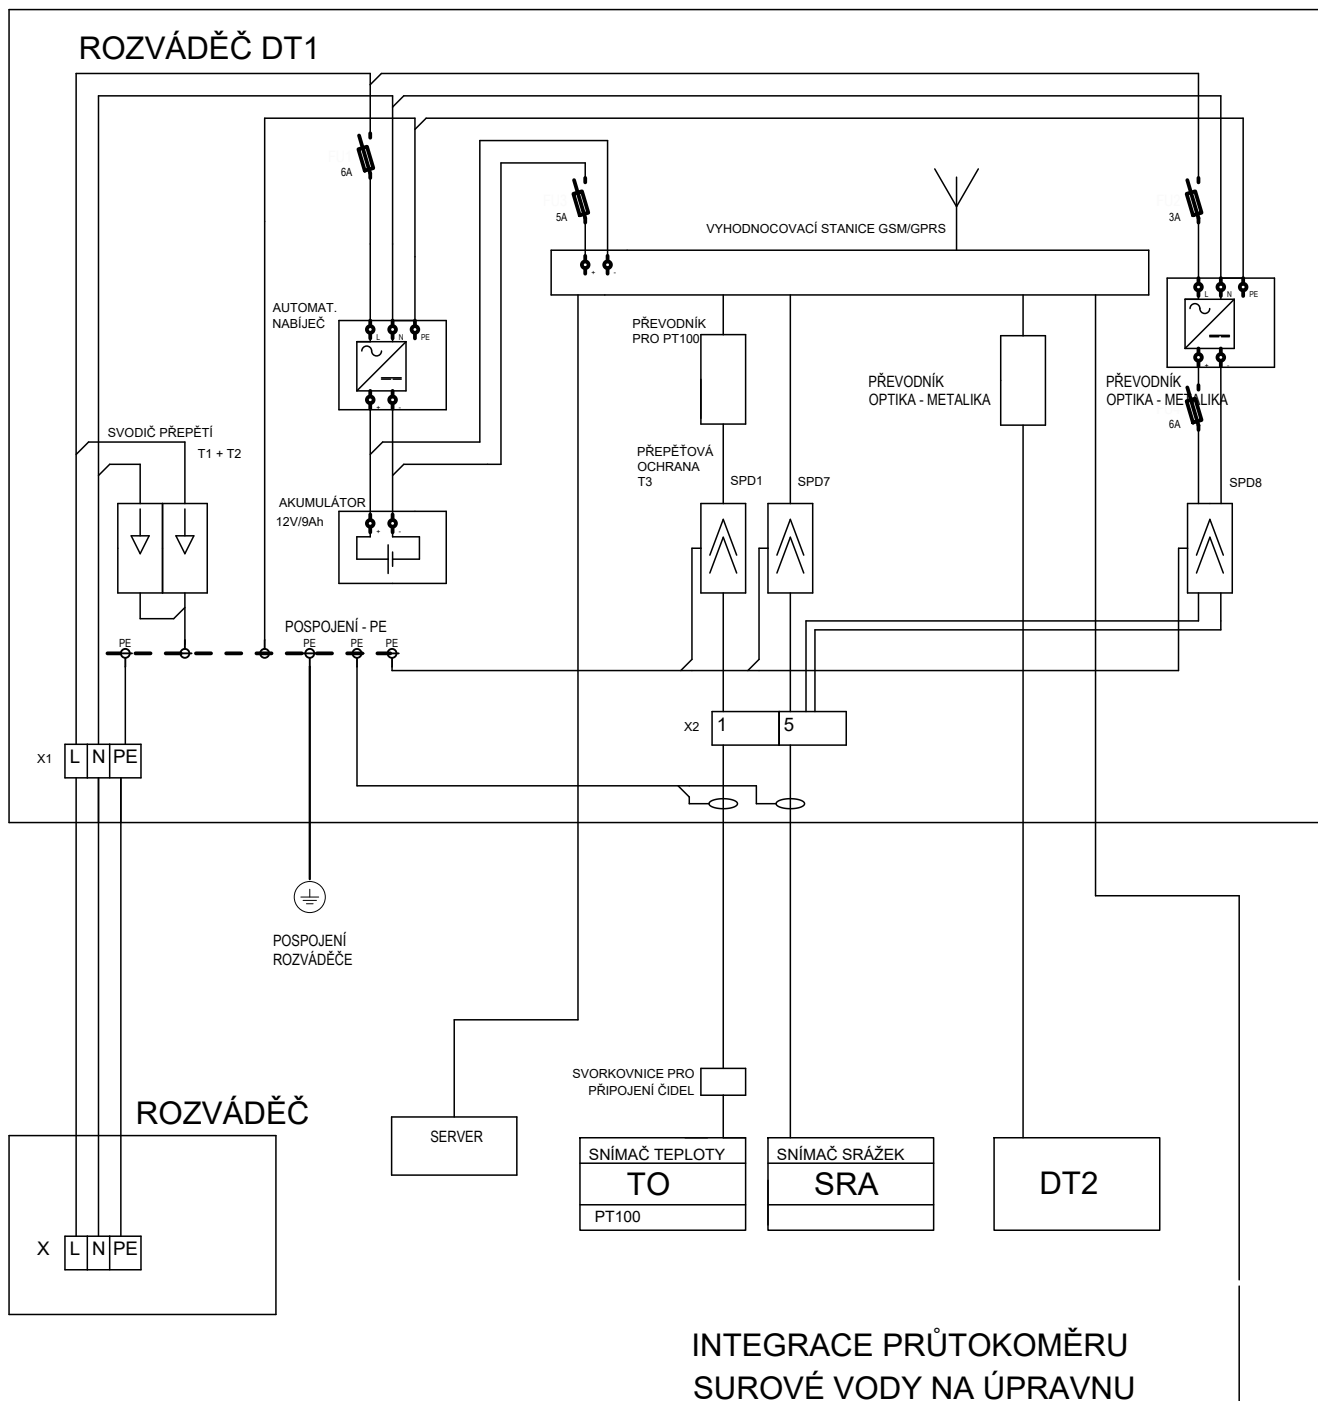 ROZVÁDĚČ DT1
6A
5A
3A
VYHODNOCOVACÍ STANICE GSM/GPRS
+ -
L N PE
AUTOMAT.
NABÍJEČ
L N PE
+ -
PŘEVODNÍK
PRO PT100
PŘEVODNÍK
OPTIKA - METALIKA
PŘEVODNÍK
OPTIKA - METALIKA
+ -
6A
SVODIČ PŘEPĚTÍ
T1 + T2
PŘEPĚŤOVÁ
OCHRANA
T3
SPD1
SPD7
SPD8
AKUMULÁTOR
12V/9Ah
+ -
POSPOJENÍ - PE
PE PE PE PE
X2 1 5
X1 L N PE
POSPOJENÍ
ROZVÁDĚČE
SVORKOVNICE PRO
PŘIPOJENÍ ČIDEL
ROZVÁDĚČ
SERVER
SNÍMAČ TEPLOTY
TO
PT100
SNÍMAČ SRÁŽEK
SRA
DT2
X L N PE
INTEGRACE PRŮTOKOMĚRU
SUROVÉ VODY NA ÚPRAVNU